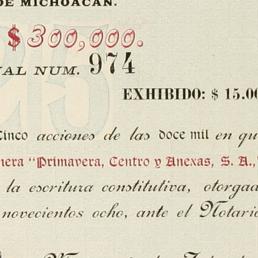 DE MICHOACAN.
$300,000.
AL NUM. 974
EXHIBIDO: $ 15.00
Cinco acciones de las doce mil en qu
nera "Primavera, Centro y Anexas, S. A.,"
la escritura constitutiva, otorgad
novecientos ocho, ante el Notari